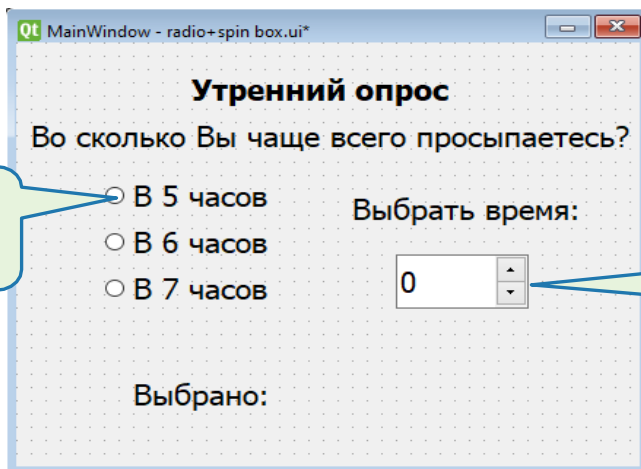 MainWindow - radio+spin box.ui*
Утренний опрос
Во сколько Вы чаще всего просыпаетесь?
В 5 часов
В 6 часов
В 7 часов
Выбрать время:
0
Выбрано: